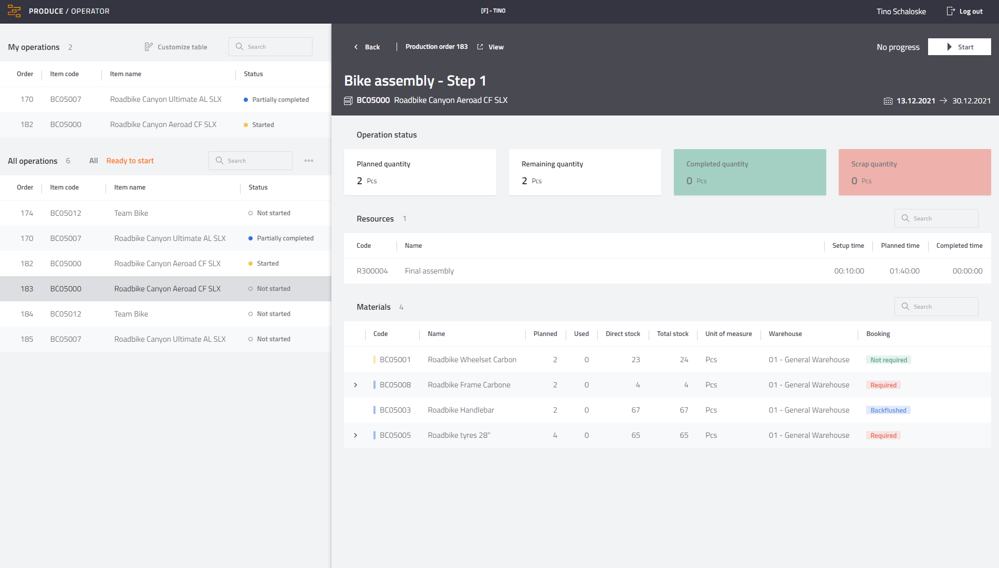 PRODUCE / OPERATOR
[F] - TINO
Tino Schaloske
Log out
My operations 2
Customize table
Search
Order Item code Item name Status
170 BC05007 Roadbike Canyon Ultimate AL SLX Partially completed
182 BC05000 Roadbike Canyon Aeroad CF SLX Started
All operations 6 All Ready to start
Search
Order Item code Item name Status
174 BC05012 Team Bike Not started
170 BC05007 Roadbike Canyon Ultimate AL SLX Partially completed
182 BC05000 Roadbike Canyon Aeroad CF SLX Started
183 BC05000 Roadbike Canyon Aeroad CF SLX Not started
184 BC05012 Team Bike Not started
185 BC05007 Roadbike Canyon Ultimate AL SLX Not started
Back Production order 183 View
No progress Start
Bike assembly - Step 1
BC05000 Roadbike Canyon Aeroad CF SLX
13.12.2021 → 30.12.2021
Operation status
Planned quantity
2 Pcs
Remaining quantity
2 Pcs
Completed quantity
0 Pcs
Scrap quantity
0 Pcs
Resources 1
Search
Code Name Setup time Planned time Completed time
R300004 Final assembly 00:10:00 01:40:00 00:00:00
Materials 4
Search
Code Name Planned Used Direct stock Total stock Unit of measure Warehouse Booking
BC05001 Roadbike Wheelset Carbon 2 0 23 24 Pcs 01 - General Warehouse Not required
BC05008 Roadbike Frame Carbone 2 0 4 4 Pcs 01 - General Warehouse Required
BC05003 Roadbike Handlebar 2 0 67 67 Pcs 01 - General Warehouse Backflushed
BC05005 Roadbike tyres 28" 4 0 65 65 Pcs 01 - General Warehouse Required